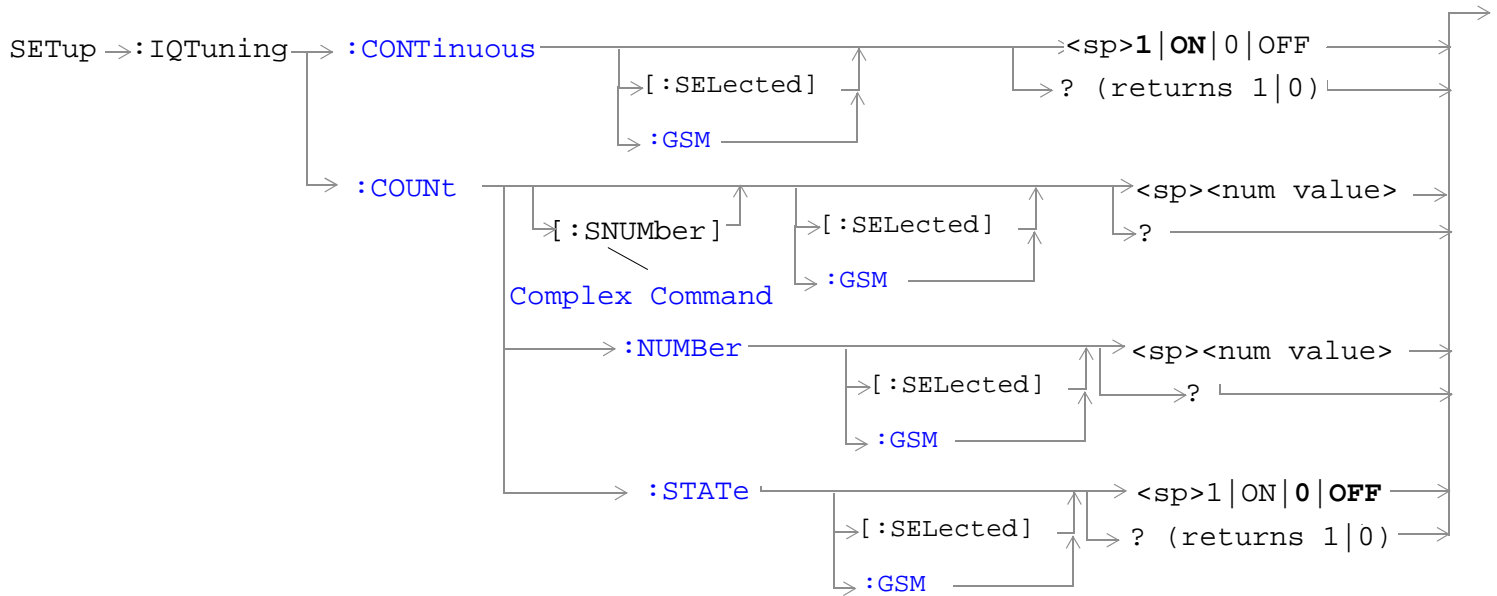 SETup :IQTuning :CONTinuous <sp>1|ON|0|OFF
[:SELected] ? (returns 1|0)
:GSM
:COUNt <sp><num value>
[:SNUMber] [:SELected] ?
:GSM
Complex Command
:NUMBer <sp><num value>
[:SELected] ?
:GSM
:STATe <sp>1|ON|0|OFF
[:SELected] ? (returns 1|0)
:GSM